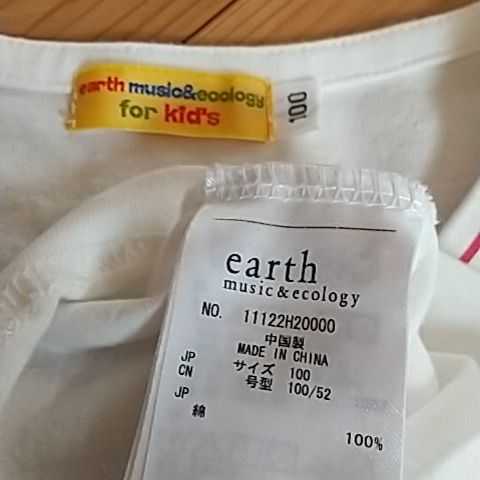 earth music&ecology
for kid's
100
earth
music&ecology
NO. 11122H20000
中国製
MADE IN CHINA
JP サイズ 100
CN 号型 100/52
JP 綿 100%